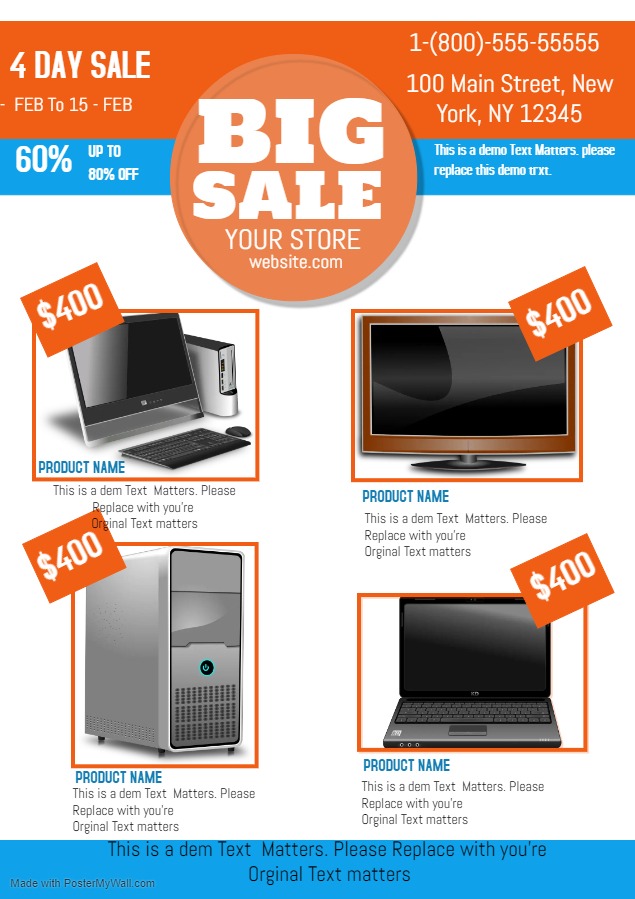 4 DAY SALE
- FEB To 15 - FEB
1-(800)-555-55555
100 Main Street, New
York, NY 12345
60%
UP TO
80% OFF
BIG
SALE
YOUR STORE
website.com
This is a demo Text Matters. please
replace this demo trxt.
$400
PRODUCT NAME
This is a dem Text Matters. Please
Replace with you're
Orginal Text matters
$400
PRODUCT NAME
This is a dem Text Matters. Please
Replace with you're
Orginal Text matters
$400
PRODUCT NAME
This is a dem Text Matters. Please
Replace with you're
Orginal Text matters
$400
PRODUCT NAME
This is a dem Text Matters. Please
Replace with you're
Orginal Text matters
This is a dem Text Matters. Please Replace with you're
Orginal Text matters
Made with PosterMyWall.com